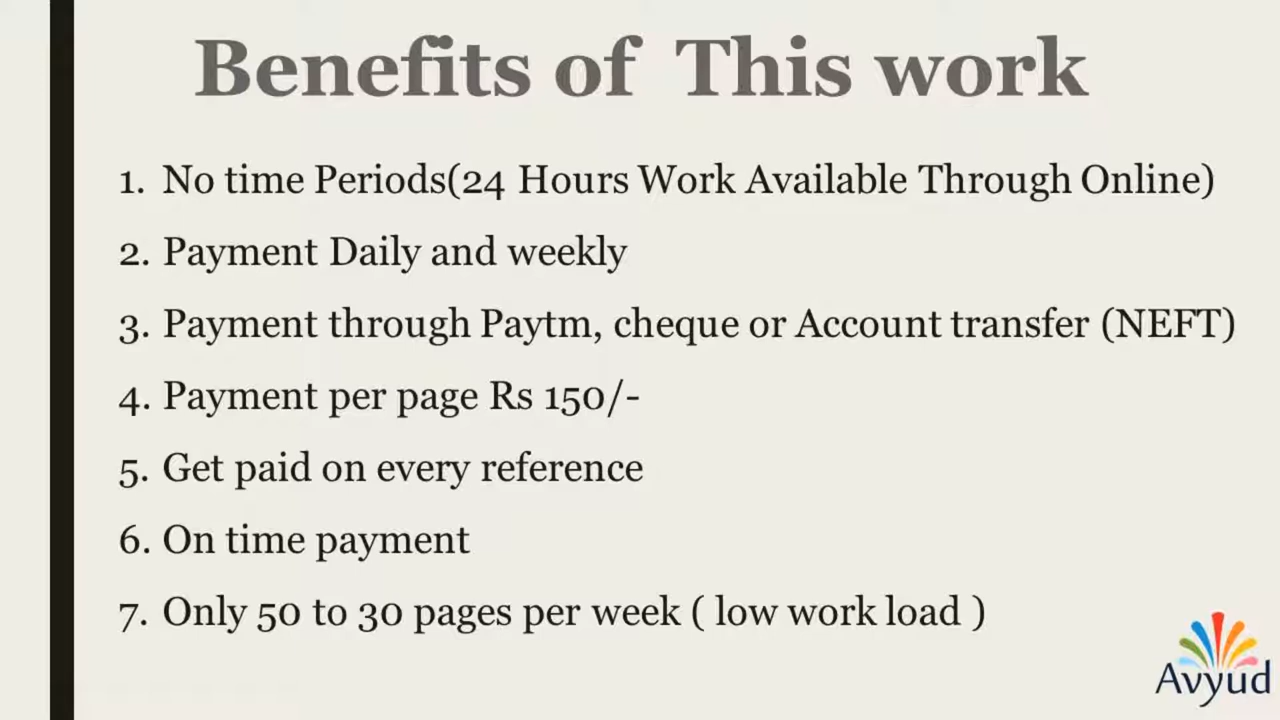 Benefits of This work
1. No time Periods(24 Hours Work Available Through Online)
2. Payment Daily and weekly
3. Payment through Paytm, cheque or Account transfer (NEFT)
4. Payment per page Rs 150/-
5. Get paid on every reference
6. On time payment
7. Only 50 to 30 pages per week ( low work load )
Avyud